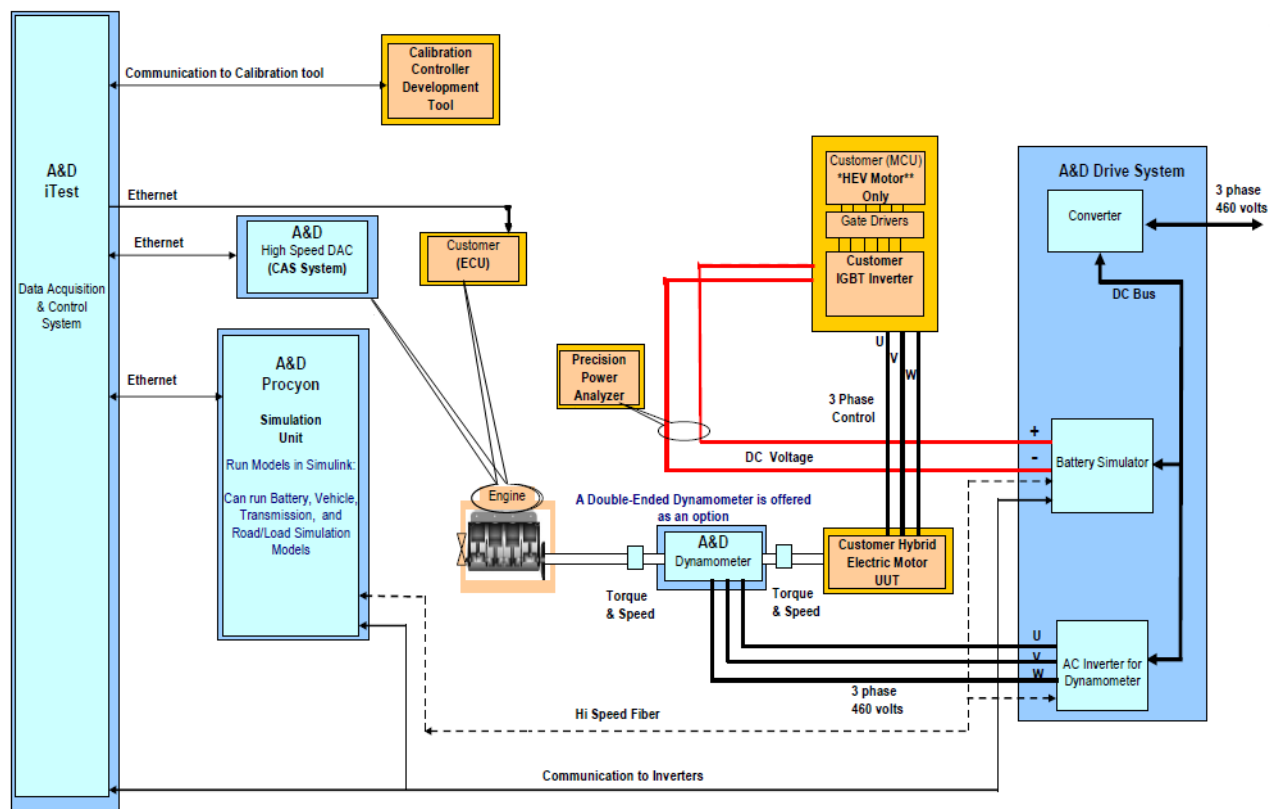 A&D
iTest
Data Acquisition
& Control
System
Communication to Calibration tool
Calibration
Controller
Development
Tool
Ethernet
Ethernet
A&D
High Speed DAC
(CAS System)
Customer
(ECU)
Ethernet
A&D
Procyon
Simulation
Unit
Run Models in Simulink:
Can run Battery, Vehicle,
Transmission, and
Road/Load Simulation
Models
Engine
A Double-Ended Dynamometer is offered
as an option
Torque
& Speed
A&D
Dynamometer
Torque
& Speed
Customer Hybrid
Electric Motor
UUT
Precision
Power
Analyzer
Customer (MCU)
*HEV Motor**
Only
Gate Drivers
Customer
IGBT Inverter
U
V
W
3 Phase
Control
DC Voltage
+
-
A&D Drive System
Converter
3 phase
460 volts
DC Bus
Battery Simulator
U
V
W
AC Inverter for
Dynamometer
3 phase
460 volts
Hi Speed Fiber
Communication to Inverters